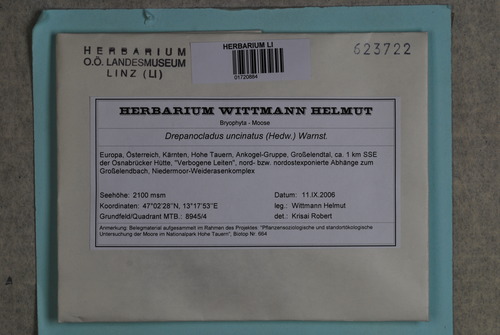 HERBARIUM
O.Ö. LANDESMUSEUM
LINZ (LI)
HERBARIUM LI
01720884
623722
HERBARIUM WITTMANN HELMUT
Bryophyta - Moose
Drepanocladus uncinatus (Hedw.) Warnst.
Europa, Österreich, Kärnten, Hohe Tauern, Ankogel-Gruppe, Großelendtal, ca. 1 km SSE
der Osnabrücker Hütte, "Verbogene Leiten", nord- bzw. nordostexponierte Abhänge zum
Großelendbach, Niedermoor-Weiderasenkomplex
Seehöhe: 2100 msm Datum: 11.IX.2006
Koordinaten: 47°02'28"N, 13°17'53"E leg.: Wittmann Helmut
Grundfeld/Quadrant MTB.: 8945/4 det.: Krisai Robert
Anmerkung: Belegmaterial aufgesammelt im Rahmen des Projektes: "Pflanzensoziologische und standortökologische
Untersuchung der Moore im Nationalpark Hohe Tauern", Biotop Nr. 664